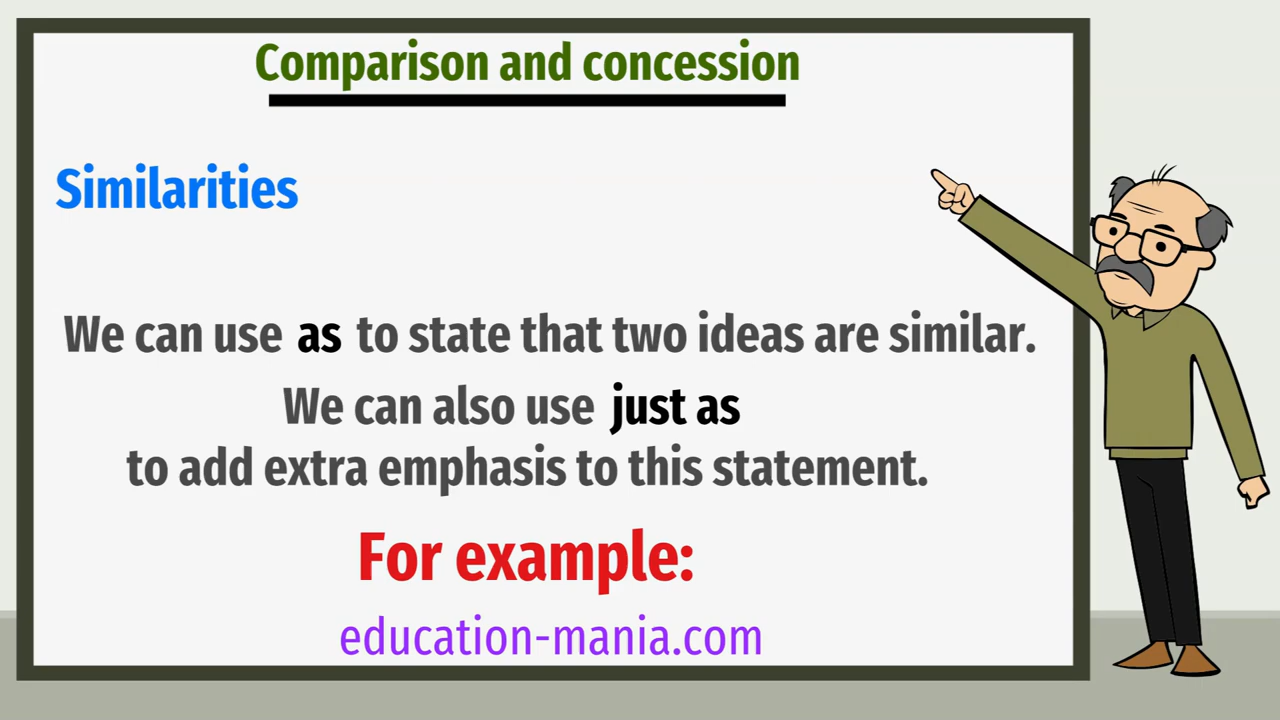 Comparison and concession
Similarities
We can use as to state that two ideas are similar.
We can also use just as
to add extra emphasis to this statement.
For example:
education-mania.com